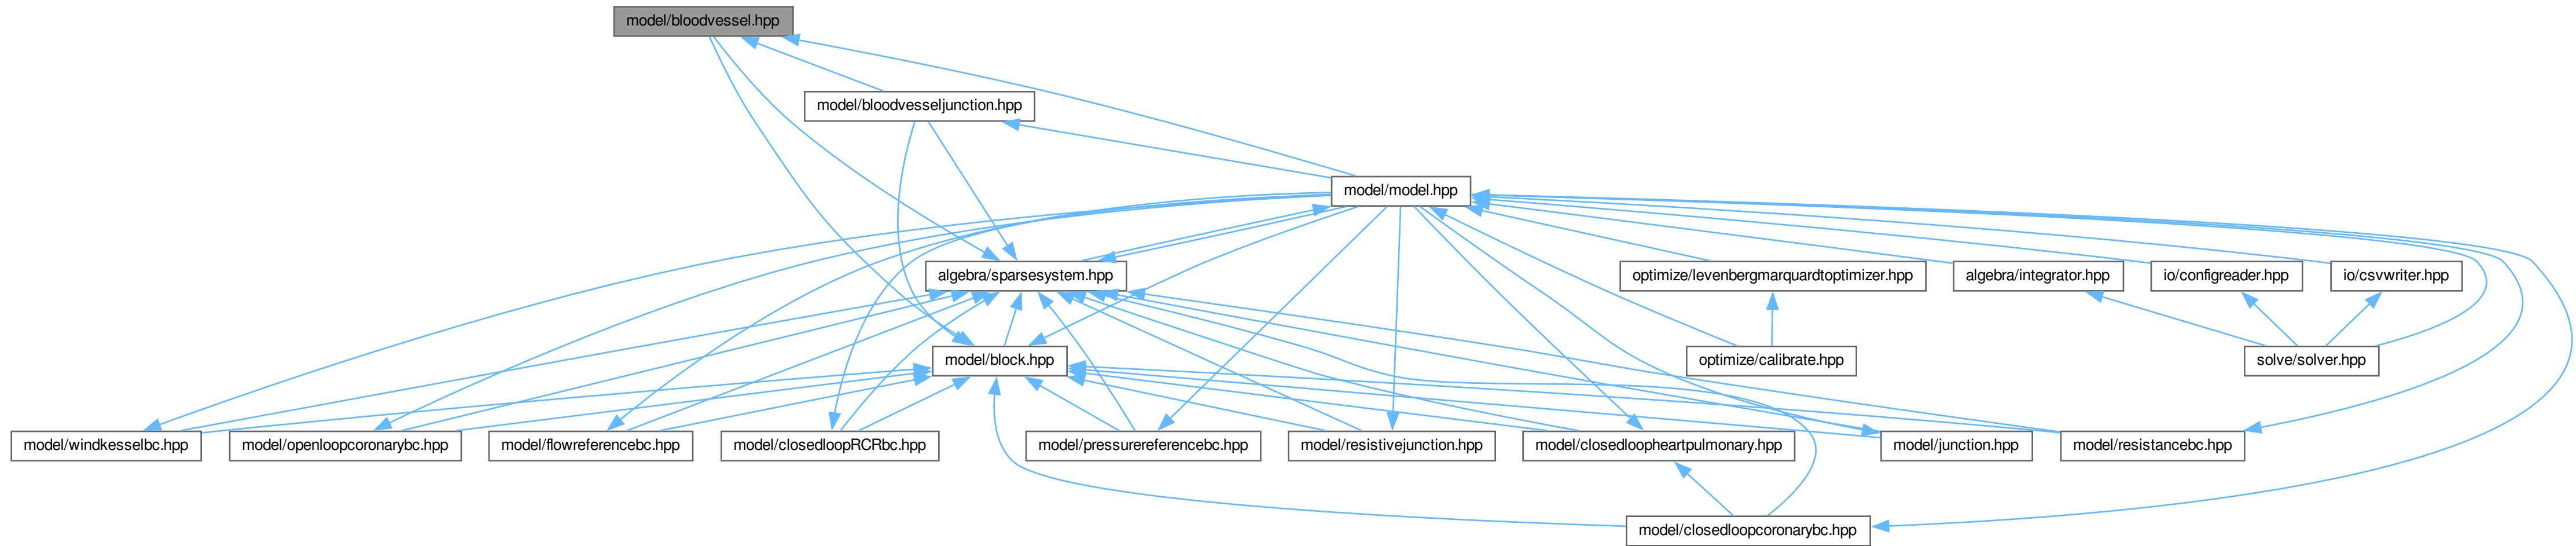 model/bloodvessel.hpp
model/bloodvesseljunction.hpp
model/model.hpp
algebra/sparsesystem.hpp
optimize/levenbergmarquardtoptimizer.hpp
algebra/integrator.hpp
io/configreader.hpp
io/csvwriter.hpp
model/block.hpp
optimize/calibrate.hpp
solve/solver.hpp
model/windkesselbc.hpp
model/openloopcoronarybc.hpp
model/flowreferencebc.hpp
model/closedloopRCRbc.hpp
model/pressurereferencebc.hpp
model/resistivejunction.hpp
model/closedloopheartpulmonary.hpp
model/junction.hpp
model/resistancebc.hpp
model/closedloopcoronarybc.hpp